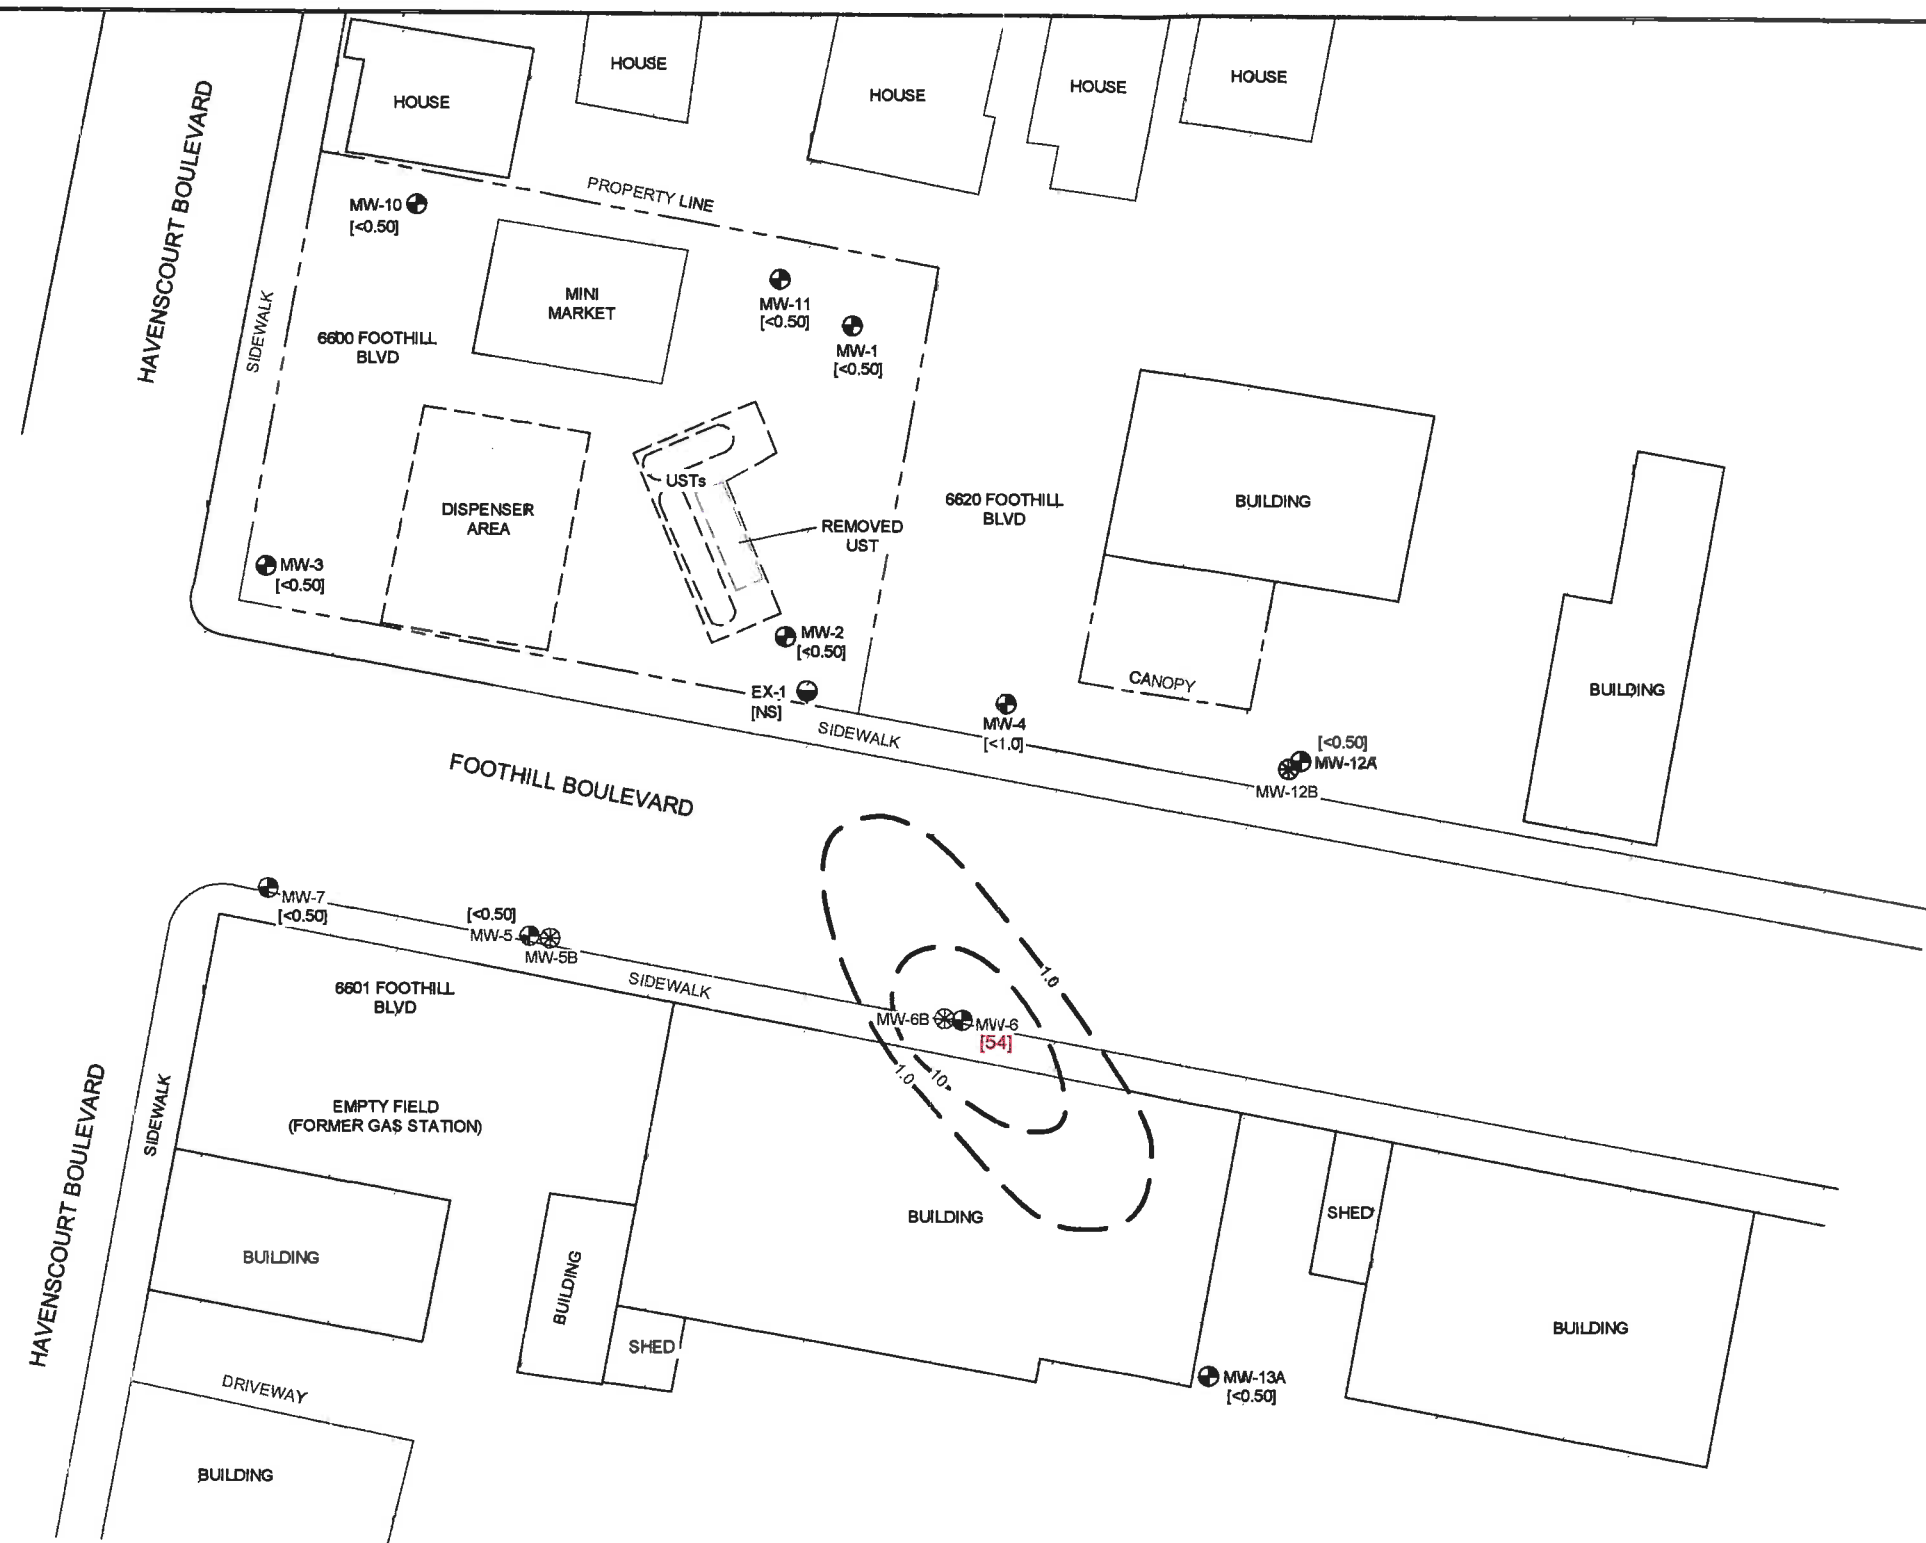 HOUSE
HOUSE
HOUSE
HOUSE
HOUSE
HAVENSCOURT BOULEVARD
PROPERTY LINE
MW-10
[<0.50]
MINI
MARKET
MW-11
[<0.50]
MW-1
[<0.50]
SIDEWALK
6600 FOOTHILL
BLVD
USTs
DISPENSER
AREA
REMOVED
UST
6620 FOOTHILL
BLVD
BUILDING
MW-3
[<0.50]
MW-2
[<0.50]
EX-1
[NS]
SIDEWALK
MW-4
[<1.0]
CANOPY
BUILDING
[<0.50]
MW-12A
MW-12B
FOOTHILL BOULEVARD
MW-7
[<0.50]
[<0.50]
MW-5
MW-5B
SIDEWALK
6601 FOOTHILL
BLVD
1.0
MW-6B
MW-6
[54]
1.0
10
EMPTY FIELD
(FORMER GAS STATION)
SIDEWALK
HAVENSCOURT BOULEVARD
BUILDING
BUILDING
BUILDING
SHED
SHED
BUILDING
MW-13A
[<0.50]
DRIVEWAY
BUILDING